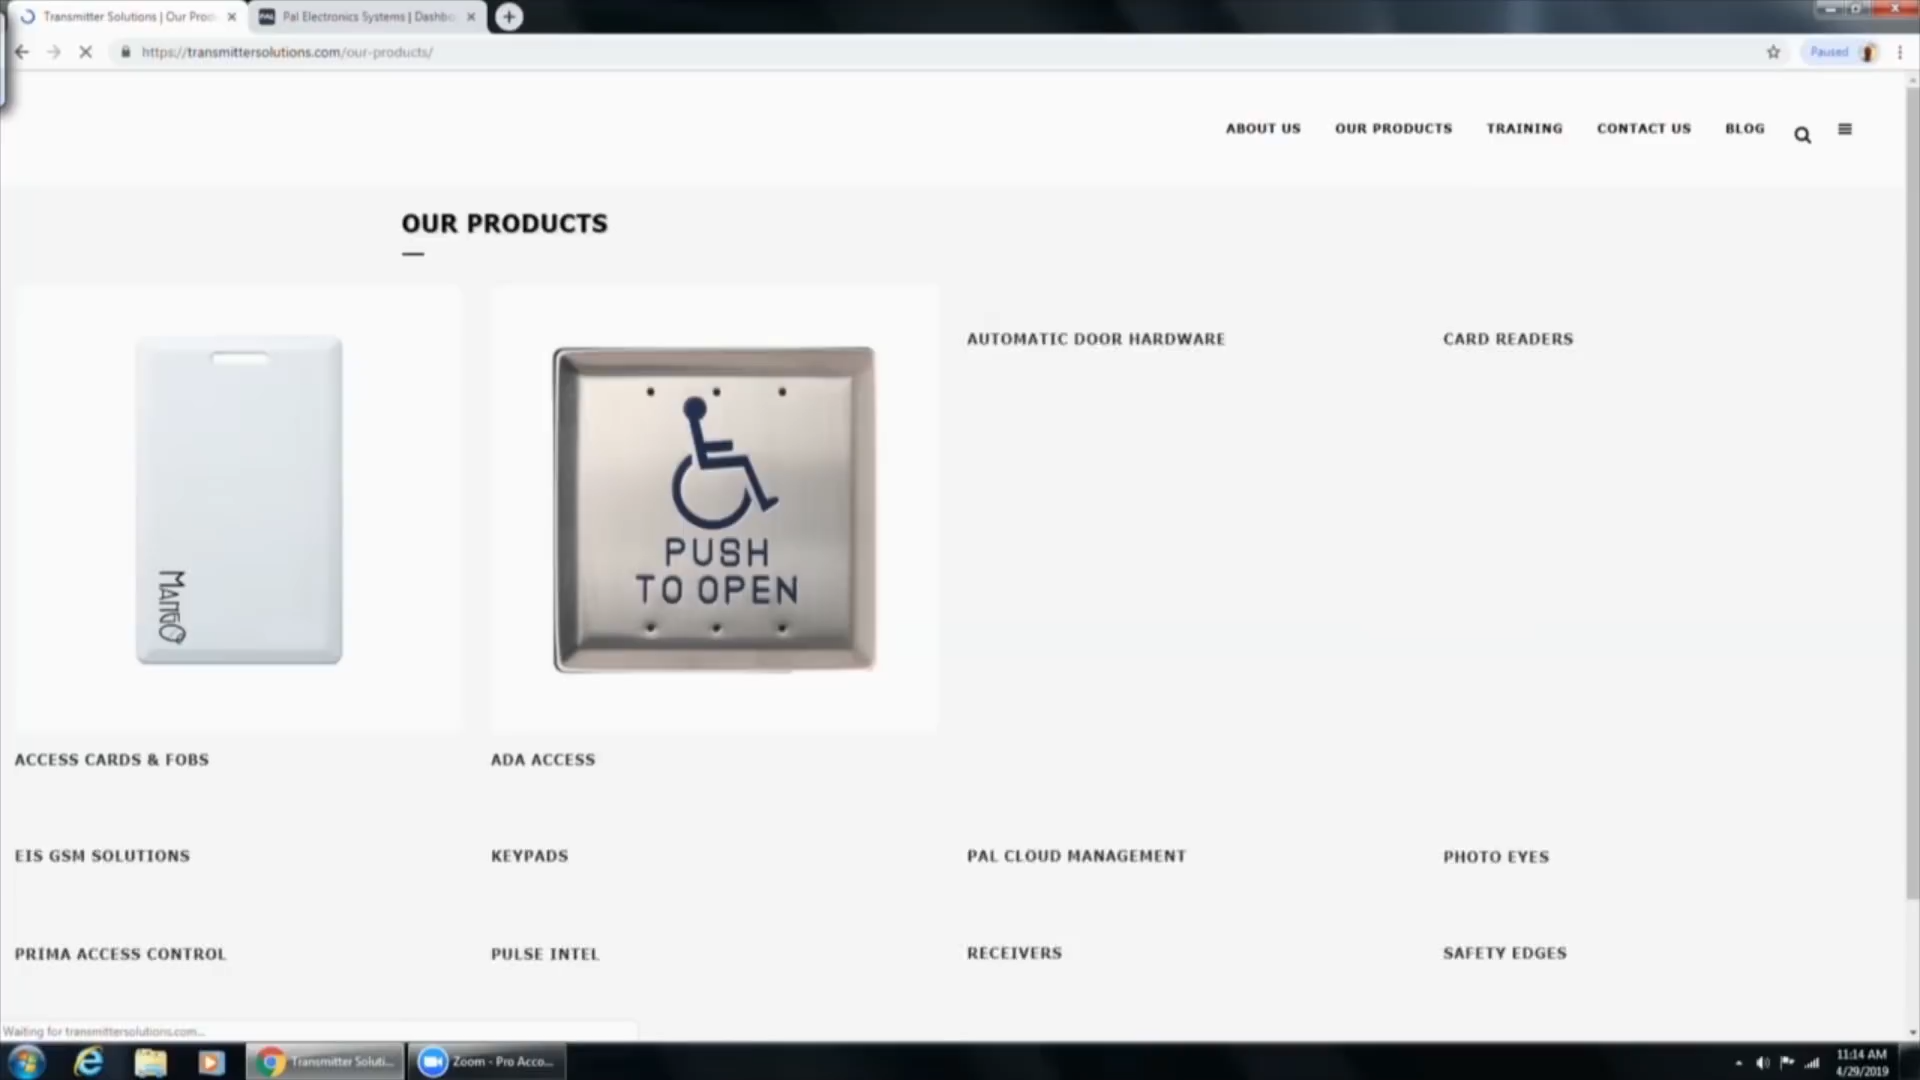 Transmitter Solutions | Our Prod
Pal Electronics Systems | Dashbo
https://transmittersolutions.com/our-products/
Paused
ABOUT US
OUR PRODUCTS
TRAINING
CONTACT US
BLOG
OUR PRODUCTS
MANGO
PUSH
TO OPEN
AUTOMATIC DOOR HARDWARE
CARD READERS
ACCESS CARDS & FOBS
ADA ACCESS
EIS GSM SOLUTIONS
KEYPADS
PAL CLOUD MANAGEMENT
PHOTO EYES
PRIMA ACCESS CONTROL
PULSE INTEL
RECEIVERS
SAFETY EDGES
Waiting for transmittersolutions.com...
Transmitter Soluti...
Zoom - Pro Acco...
11:14 AM
4/29/2019